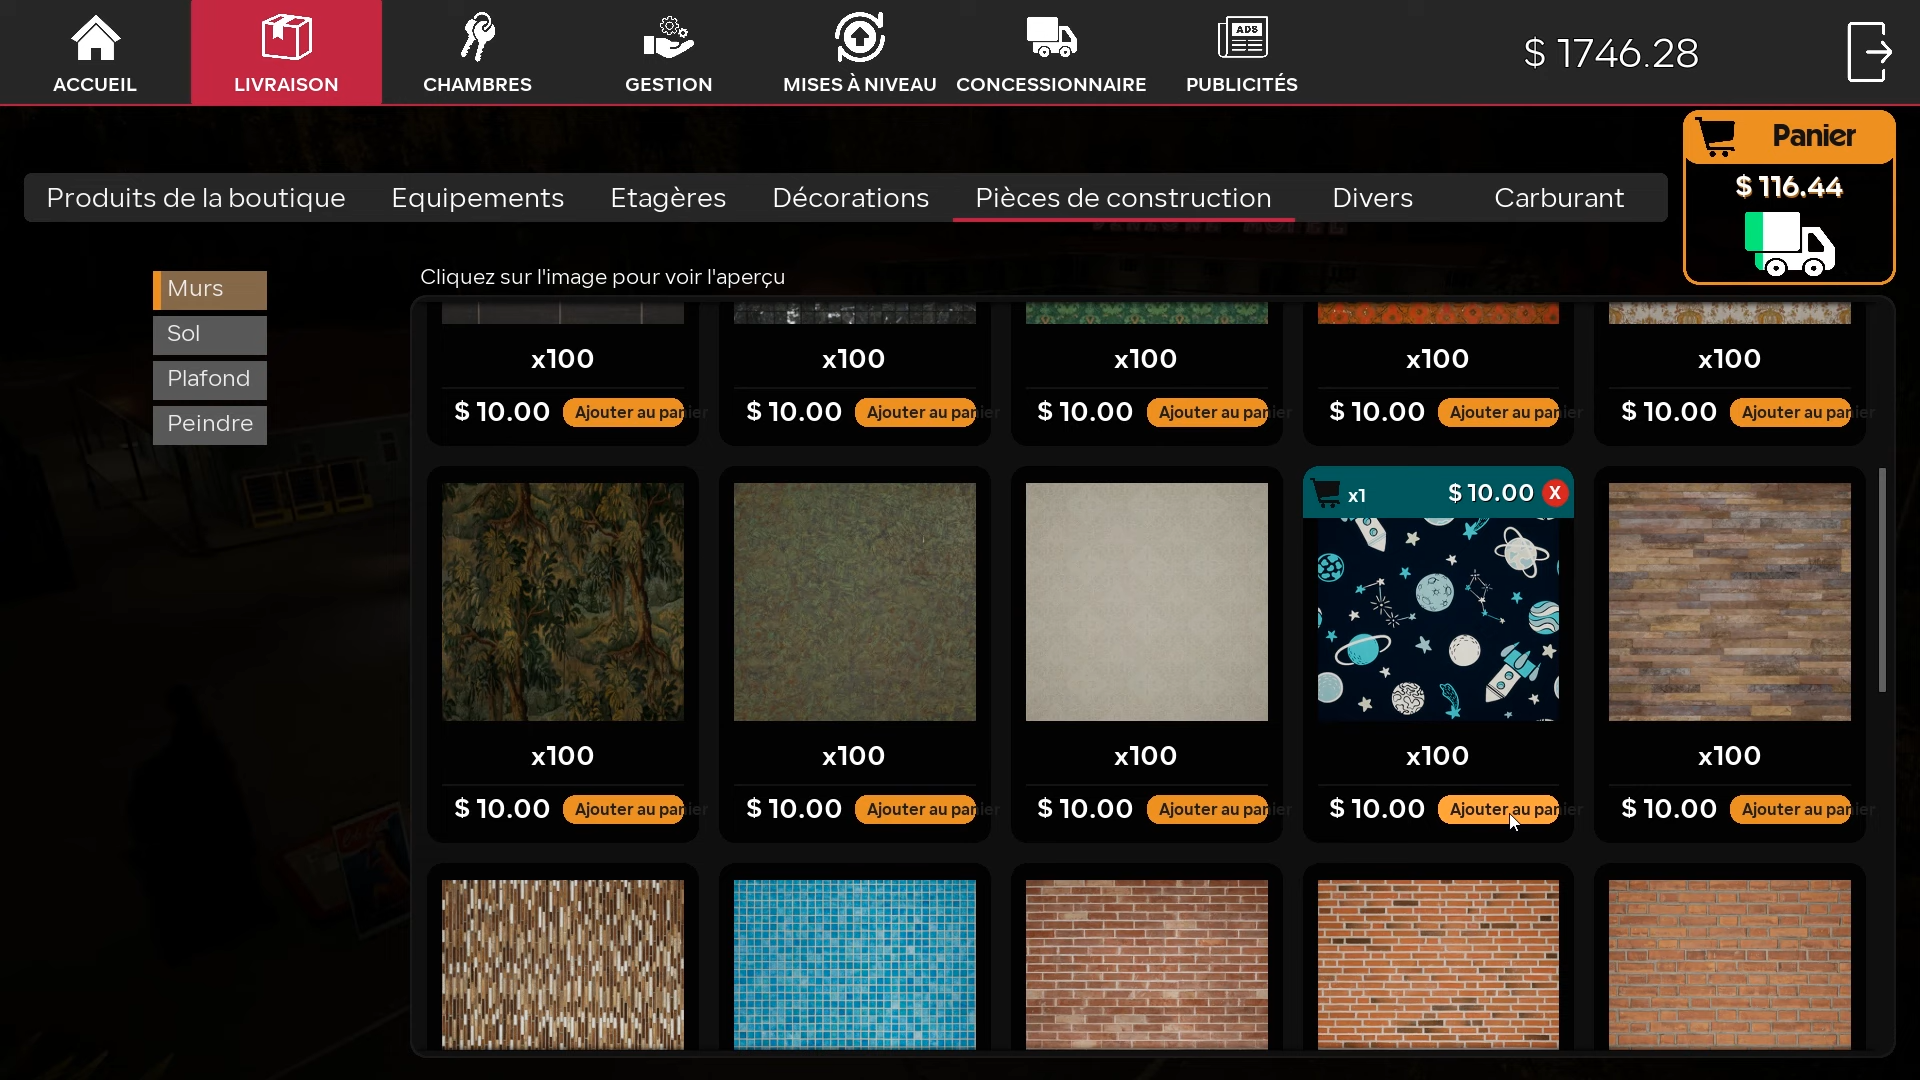 ACCUEIL
LIVRAISON
CHAMBRES
GESTION
MISES À NIVEAU
CONCESSIONNAIRE
ADS
PUBLICITÉS
$ 1746.28
Panier
$ 116.44
Produits de la boutique
Equipements
Etagères
Décorations
Pièces de construction
Divers
Carburant
Murs
Sol
Plafond
Peindre
Cliquez sur l'image pour voir l'aperçu
x100
x100
x100
x100
x100
$ 10.00 Ajouter au panier
$ 10.00 Ajouter au panier
$ 10.00 Ajouter au panier
$ 10.00 Ajouter au panier
$ 10.00 Ajouter au panier
x1 $ 10.00 X
x100
x100
x100
x100
x100
$ 10.00 Ajouter au panier
$ 10.00 Ajouter au panier
$ 10.00 Ajouter au panier
$ 10.00 Ajouter au panier
$ 10.00 Ajouter au panier